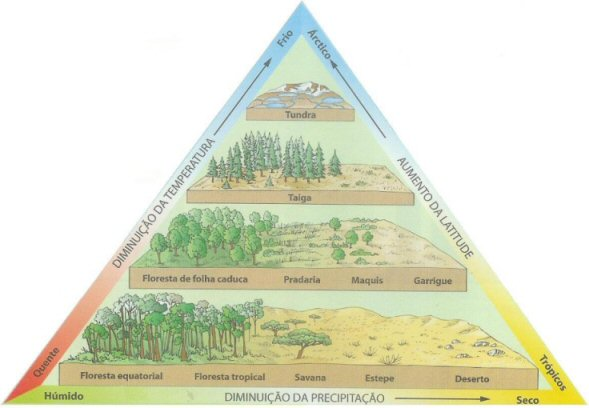 Frio
Árctico
Tundra
DIMINUIÇÃO DA TEMPERATURA
AUMENTO DA LATITUDE
Taiga
Floresta de folha caduca Pradaria Maquis Garrigue
Quente
Trópicos
Floresta equatorial Floresta tropical Savana Estepe Deserto
Húmido DIMINUIÇÃO DA PRECIPITAÇÃO Seco